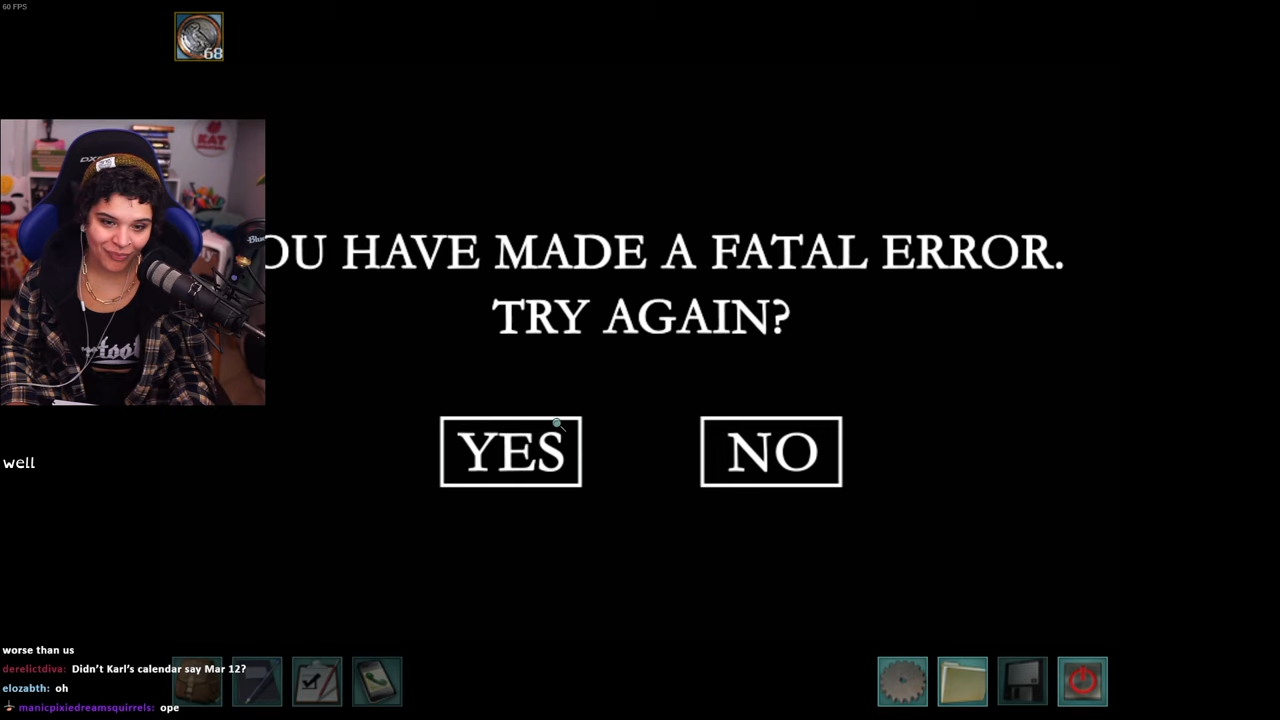 60 FPS
68
KAT
OU HAVE MADE A FATAL ERROR.
TRY AGAIN?
YES
NO
well
worse than us
derelictdiva: Didn't Karl's calendar say Mar 12?
elozabth: oh
manicpixiedreamsquirrels: ope